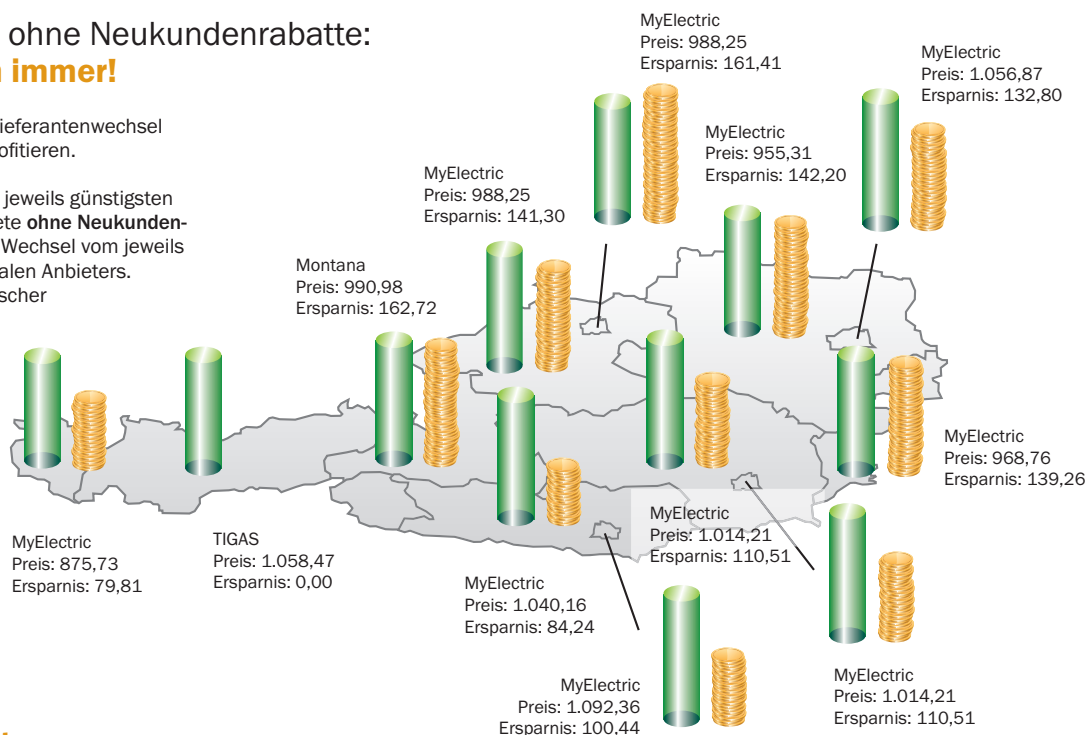 ohne Neukundenrabatte:
immer!
ofitieren.
jeweils günstigsten
ete ohne Neukunden-
Wechsel vom jeweils
alen Anbieters.
scher
MyElectric
Preis: 988,25
Ersparnis: 161,41
MyElectric
Preis: 1.056,87
Ersparnis: 132,80
MyElectric
Preis: 955,31
Ersparnis: 142,20
MyElectric
Preis: 988,25
Ersparnis: 141,30
Montana
Preis: 990,98
Ersparnis: 162,72
MyElectric
Preis: 968,76
Ersparnis: 139,26
MyElectric
Preis: 875,73
Ersparnis: 79,81
TIGAS
Preis: 1.058,47
Ersparnis: 0,00
MyElectric
Preis: 1.014,21
Ersparnis: 110,51
MyElectric
Preis: 1.040,16
Ersparnis: 84,24
MyElectric
Preis: 1.092,36
Ersparnis: 100,44
MyElectric
Preis: 1.014,21
Ersparnis: 110,51